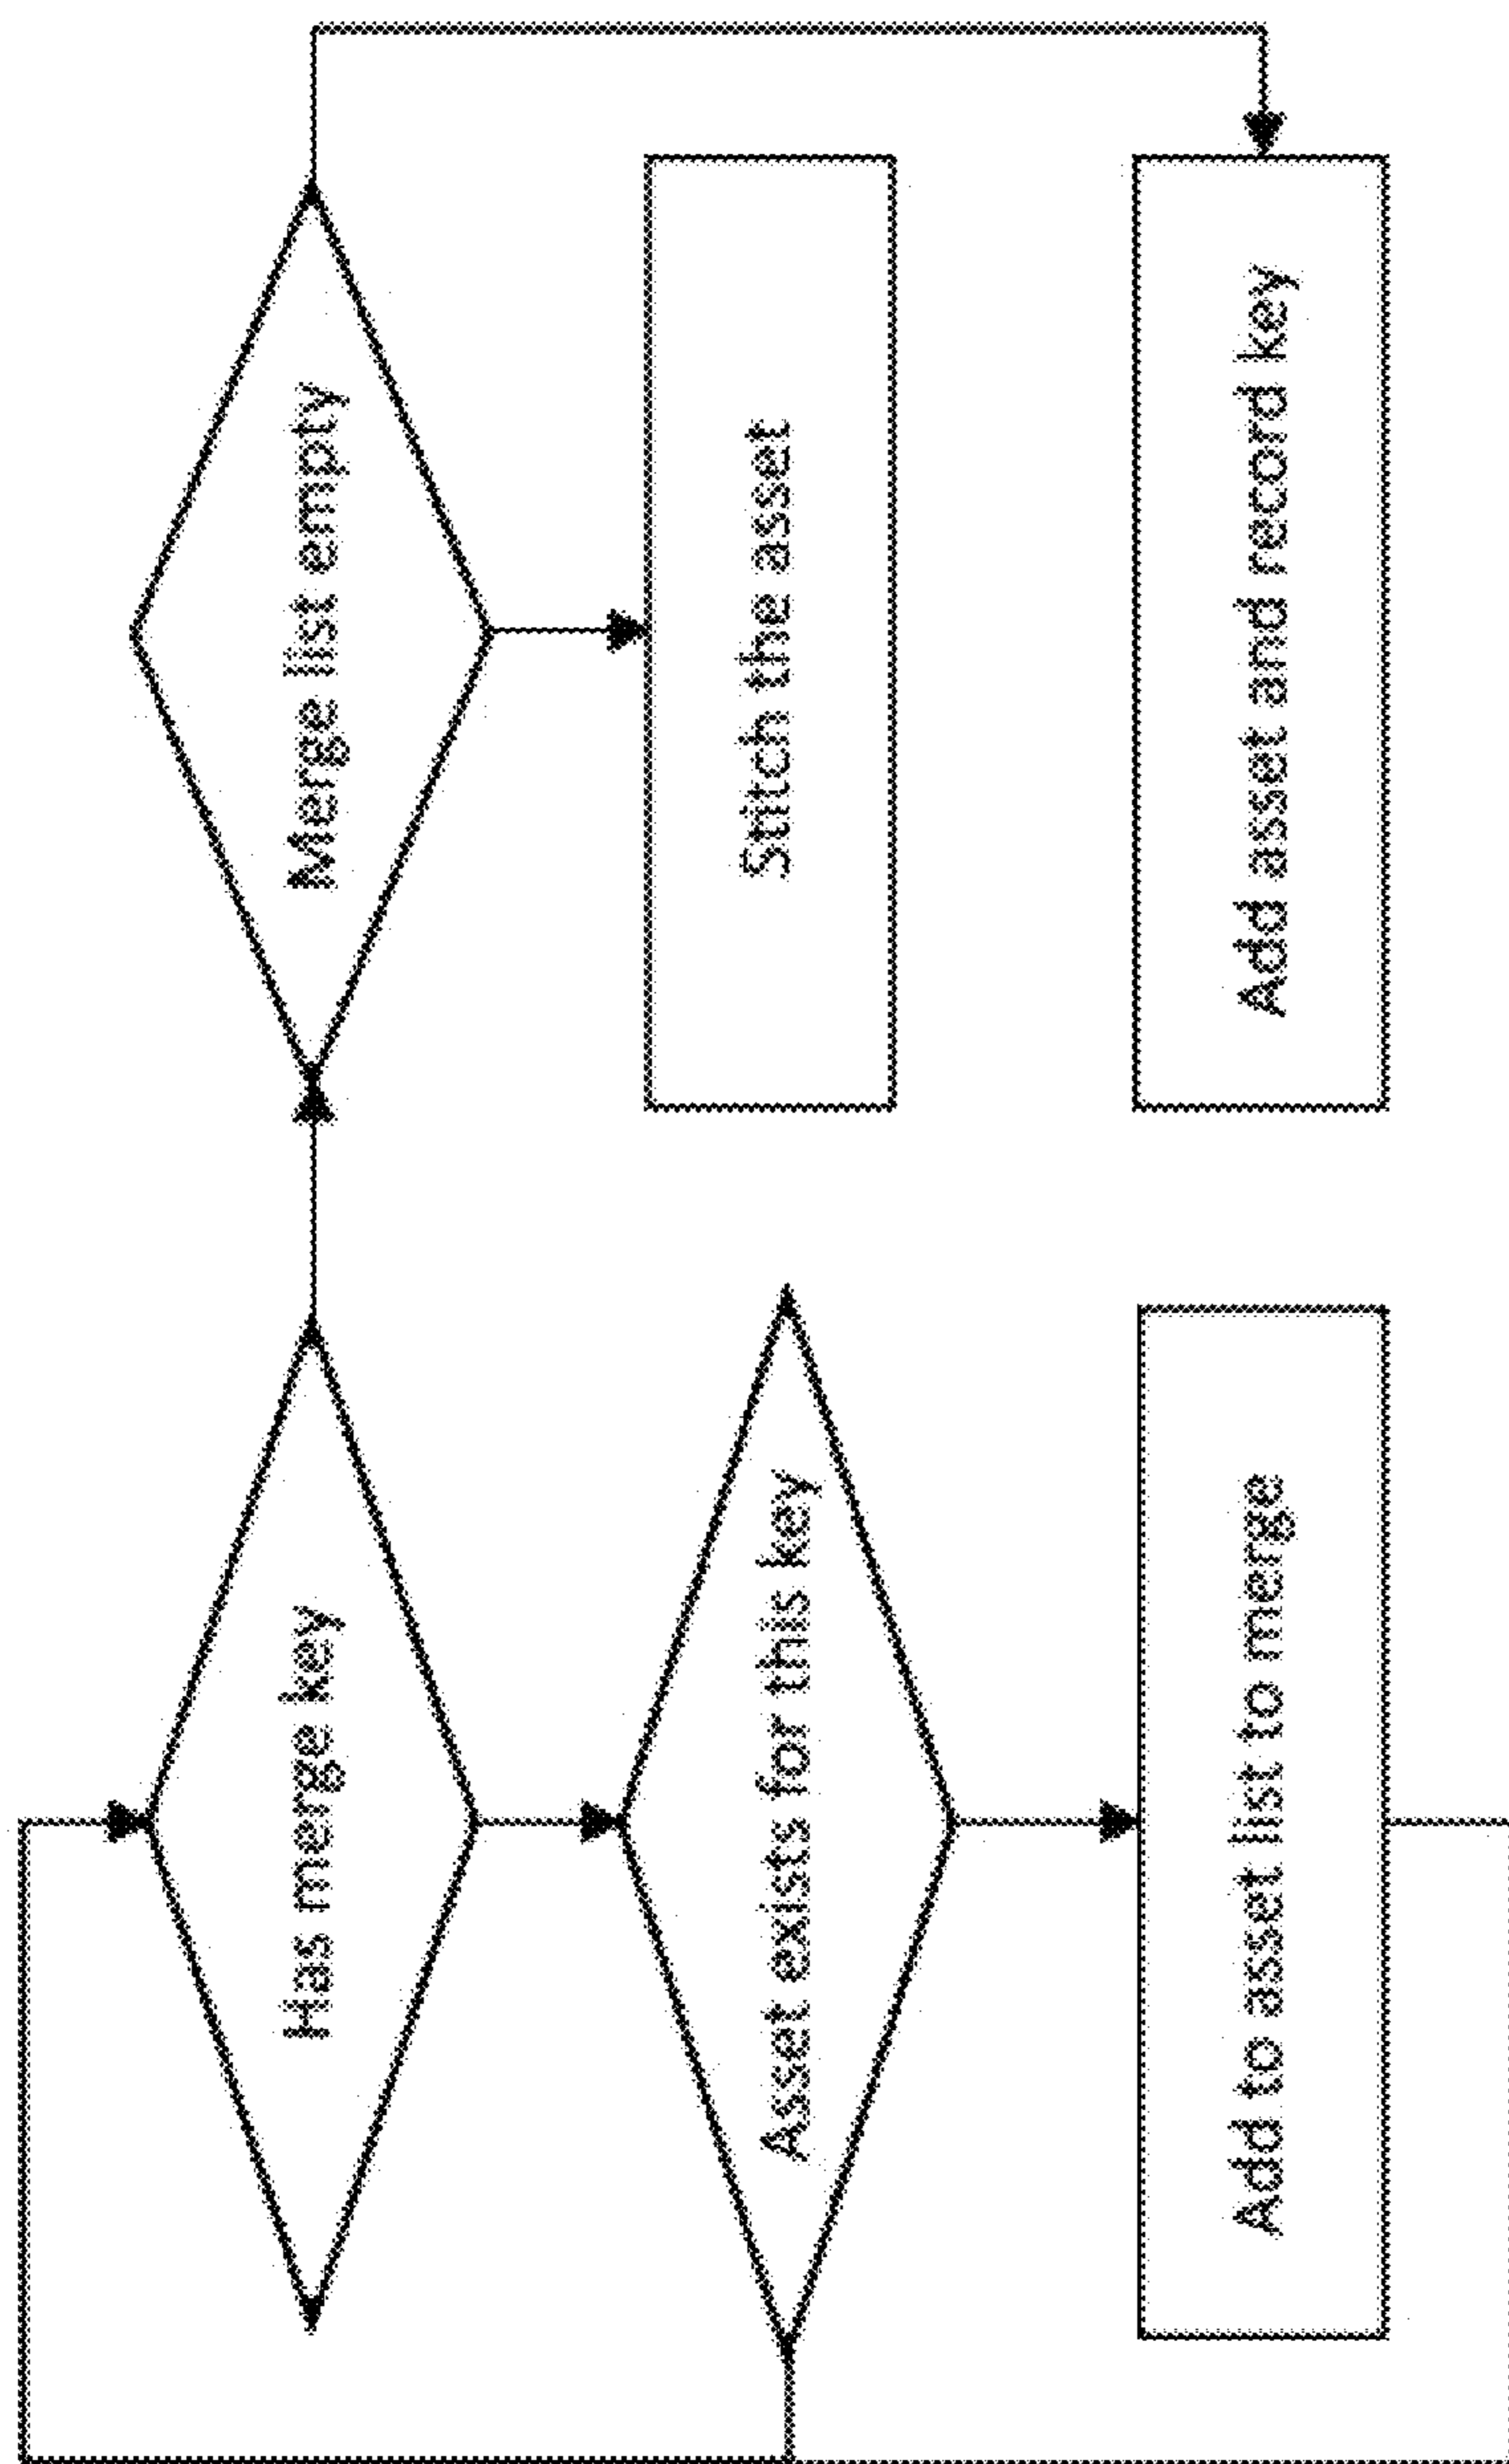 Has merge key
Asset exists for this key
Add to asset list to merge
Merge list empty
Stitch the asset
Add asset and record key